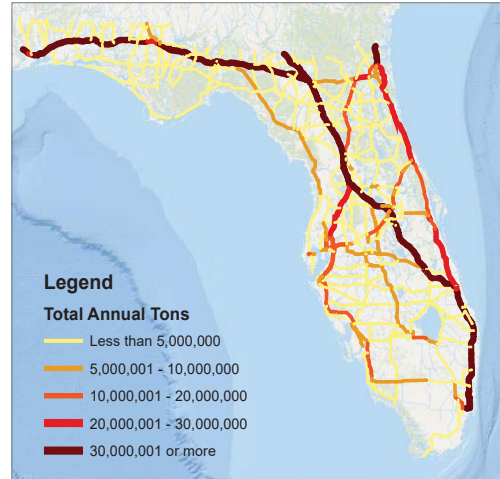 Legend
Total Annual Tons
Less than 5,000,000
5,000,001 - 10,000,000
10,000,001 - 20,000,000
20,000,001 - 30,000,000
30,000,001 or more